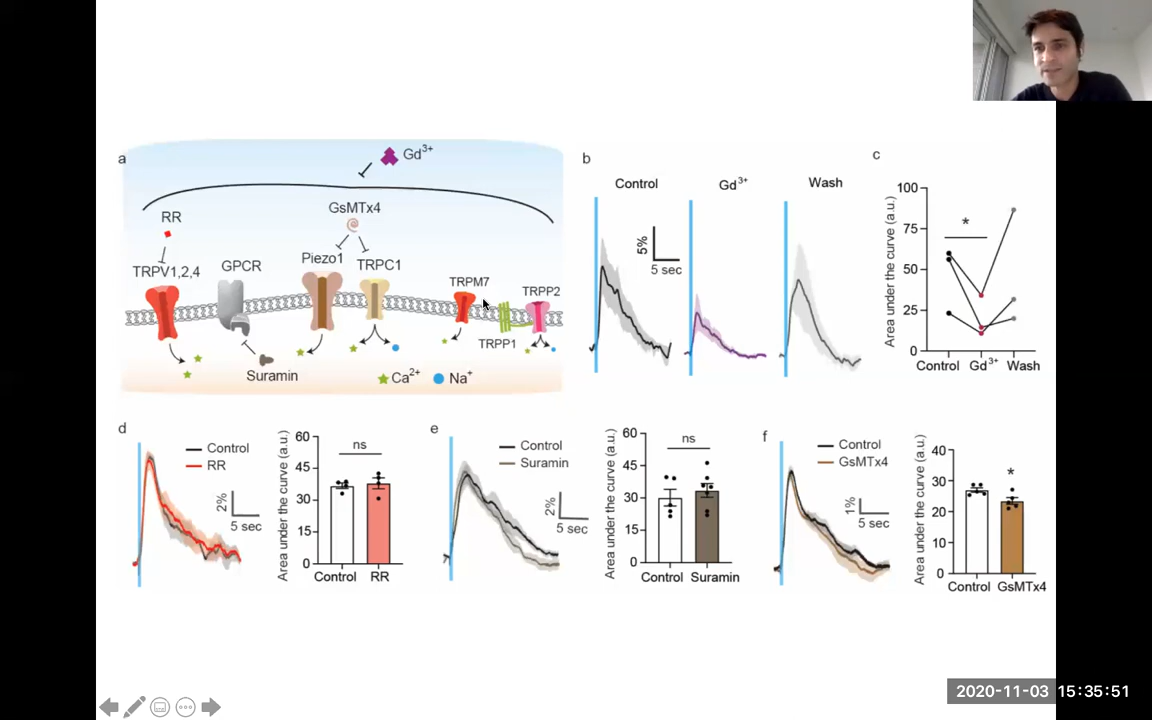 a
Gd3+
RR
GsMTx4
TRPV1,2,4
GPCR
Piezo1
TRPC1
TRPM7
TRPP2
TRPP1
Suramin
Ca2+
Na+
b
Control
Gd3+
Wash
5%
5 sec
c
Area under the curve (a.u.)
100
75
50
25
0
*
Control
Gd3+
Wash
d
Control
RR
2%
5 sec
Area under the curve (a.u.)
60
45
30
15
0
ns
Control
RR
e
Control
Suramin
2%
5 sec
Area under the curve (a.u.)
60
45
30
15
0
ns
Control
Suramin
f
Control
GsMTx4
1%
5 sec
Area under the curve (a.u.)
40
30
20
10
0
*
Control
GsMTx4
2020-11-03 15:35:51